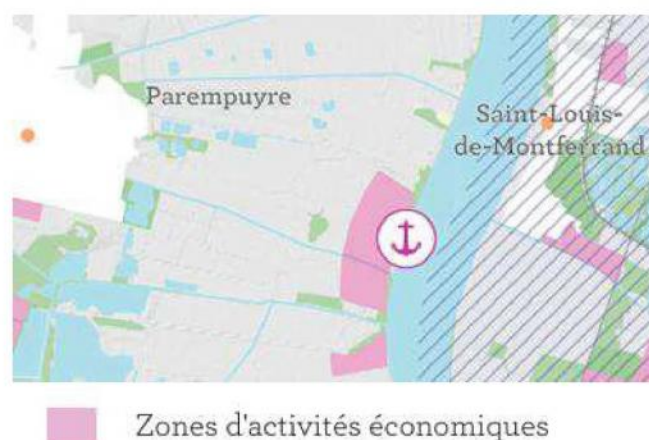 Parempuyre
Saint-Louis-
de-Montferrand
Zones d'activités économiques